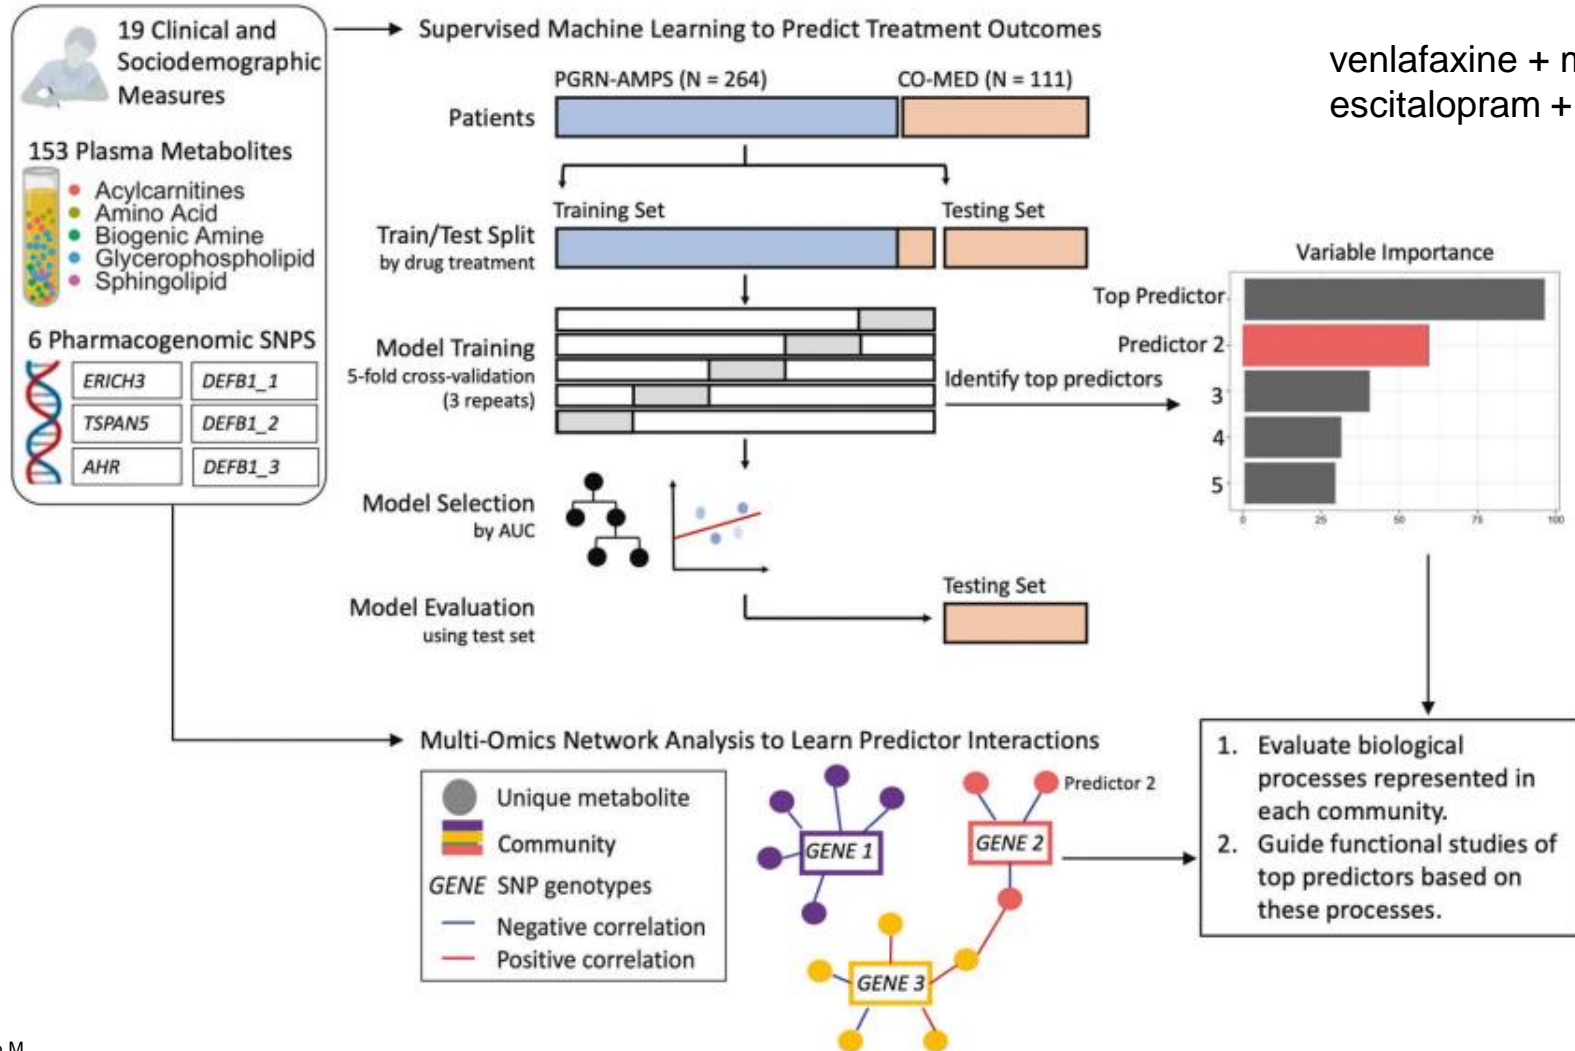 19 Clinical and
Sociodemographic
Measures
153 Plasma Metabolites
Acylcarnitines
Amino Acid
Biogenic Amine
Glycerophospholipid
Sphingolipid
6 Pharmacogenomic SNPS
ERICH3 DEFB1_1
TSPAN5 DEFB1_2
AHR DEFB1_3
Supervised Machine Learning to Predict Treatment Outcomes
venlafaxine +
escitalopram +
PGRN-AMPS (N = 264) CO-MED (N = 111)
Patients
Training Set Testing Set
Train/Test Split
by drug treatment
Model Training
5-fold cross-validation
(3 repeats)
Identify top predictors
Variable Importance
Top Predictor
Predictor 2
3
4
5
0 25 50 75 100
Model Selection
by AUC
Testing Set
Model Evaluation
using test set
Multi-Omics Network Analysis to Learn Predictor Interactions
Unique metabolite
Community
GENE SNP genotypes
Negative correlation
Positive correlation
Predictor 2
GENE 1
GENE 2
GENE 3
1. Evaluate biological
processes represented in
each community.
2. Guide functional studies of
top predictors based on
these processes.